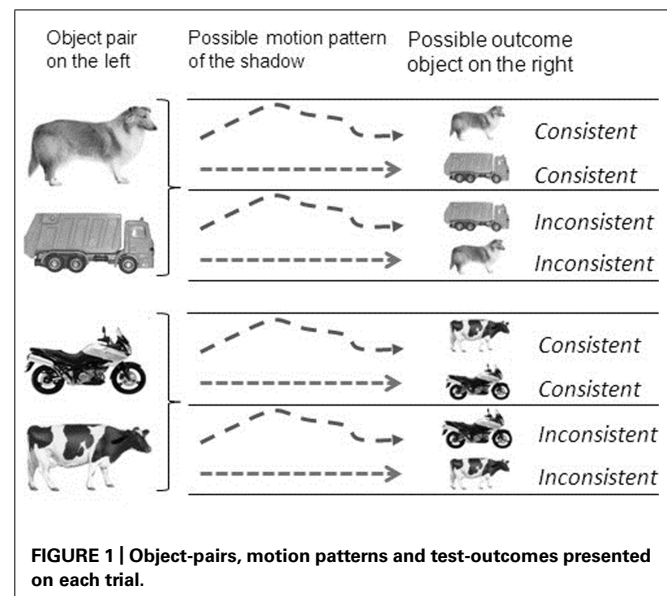 Object pair on the left
Possible motion pattern of the shadow
Possible outcome object on the right
Consistent
Consistent
Inconsistent
Inconsistent
Consistent
Consistent
Inconsistent
Inconsistent
FIGURE 1 | Object-pairs, motion patterns and test-outcomes presented
on each trial.